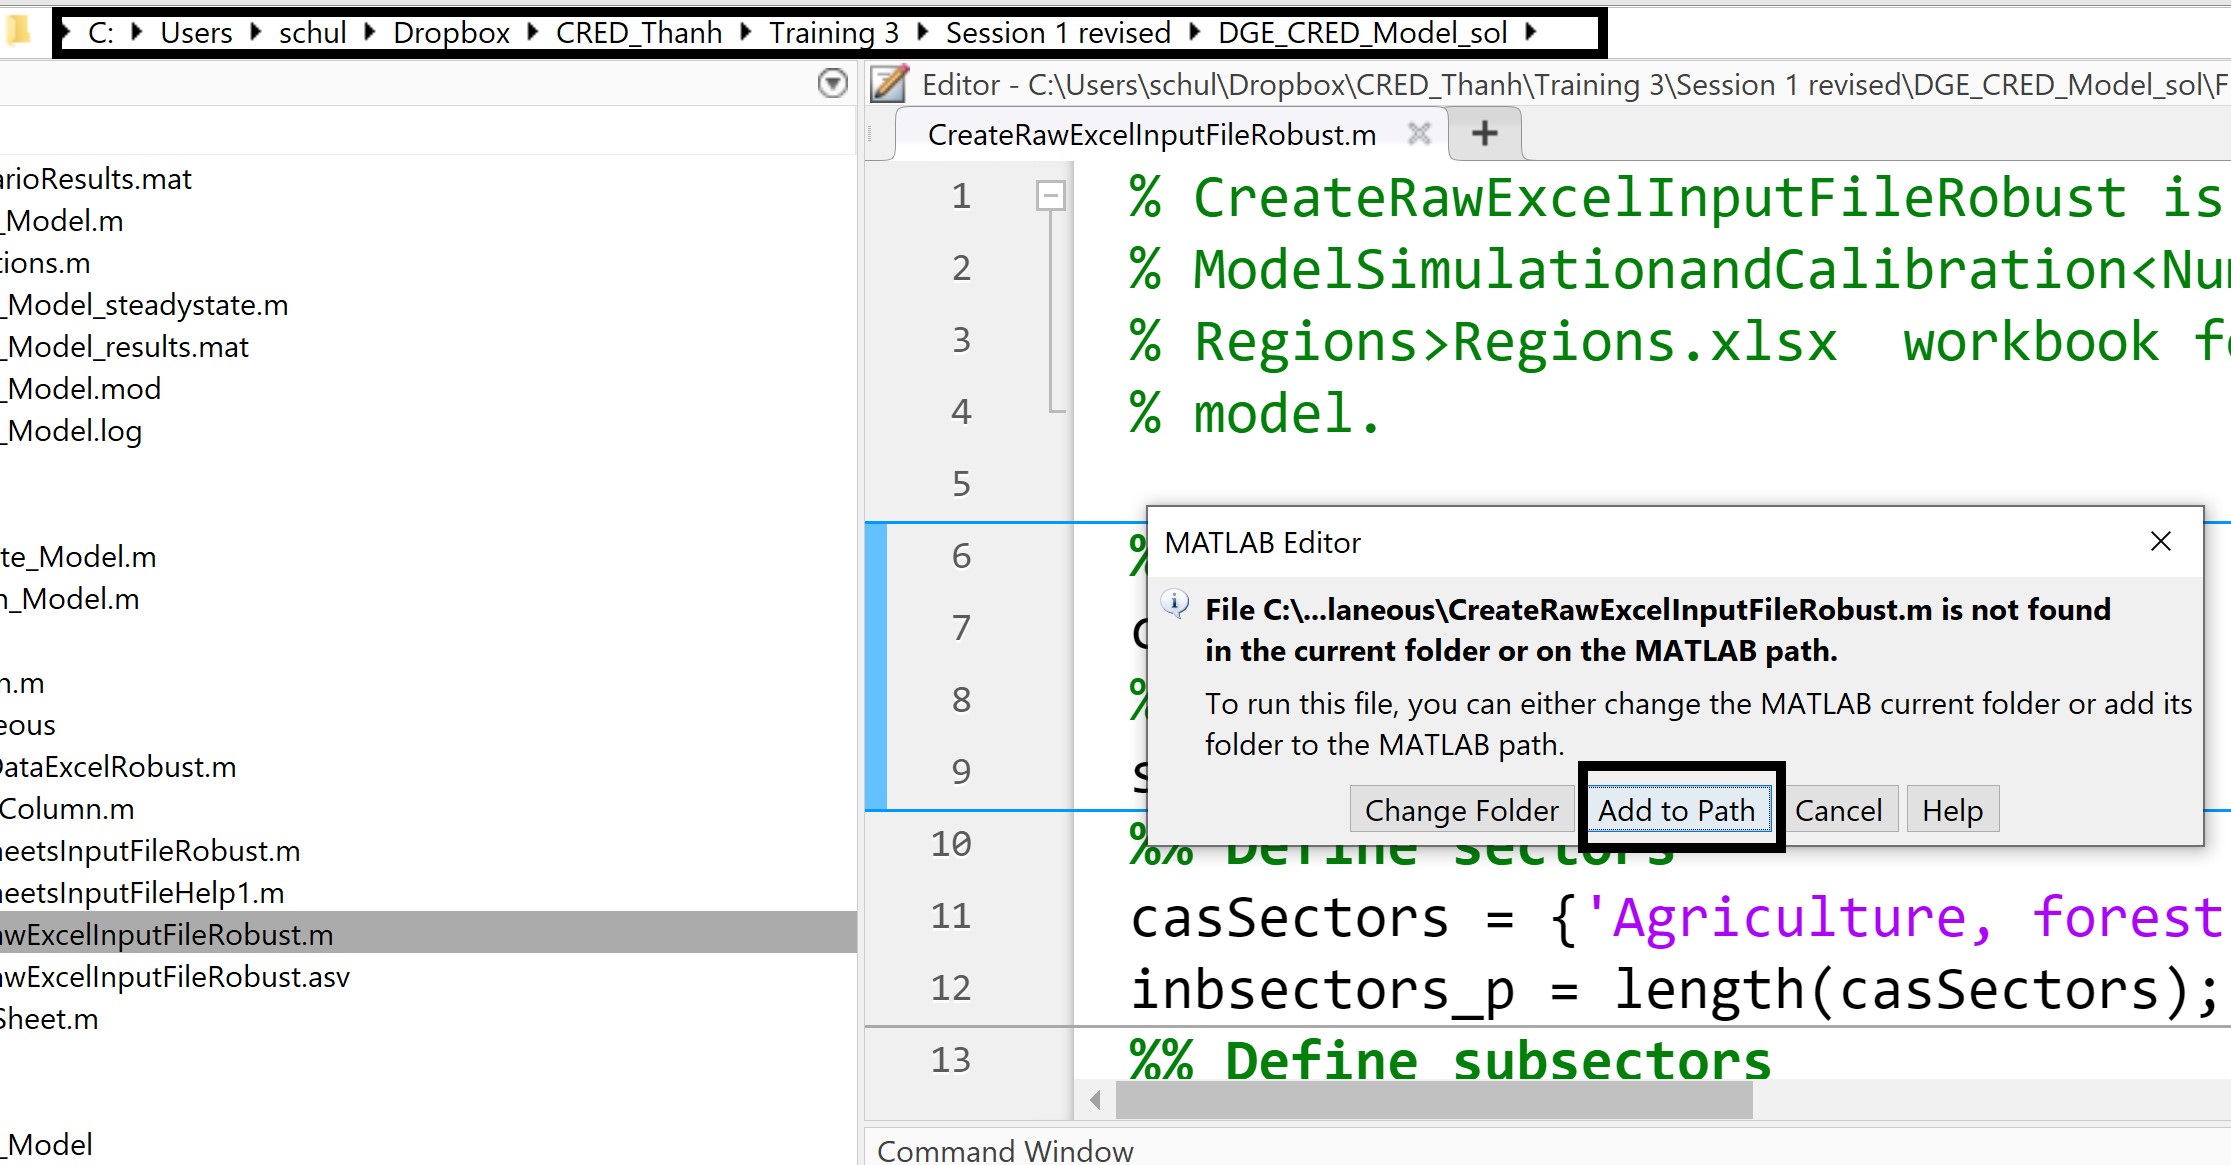 C: Users schul Dropbox CRED_Thanh Training 3 Session 1 revised DGE_CRED_Model_sol
arioResults.mat
_Model.m
tions.m
_Model_steadystate.m
_Model_results.mat
_Model.mod
_Model.log
te_Model.m
n_Model.m
n.m
eous
DataExcelRobust.m
Column.m
neetsInputFileRobust.m
neetsInputFileHelp1.m
awExcelInputFileRobust.m
awExcelInputFileRobust.asv
Sheet.m
_Model
Editor - C:\Users\schul\Dropbox\CRED_Thanh\Training 3\Session 1 revised\DGE_CRED_Model_sol\F
CreateRawExcelInputFileRobust.m
1 % CreateRawExcelInputFileRobust is
2 % ModelSimulationandCalibration<Num
3 % Regions>Regions.xlsx workbook fo
4 % model.
5
6 %
7 c
8 %
9 s
10 %% Define sectors
11 casSectors = {'Agriculture, forest
12 inbsectors_p = length(casSectors);
13 %% Define subsectors
MATLAB Editor
File C:\...laneous\CreateRawExcelInputFileRobust.m is not found
in the current folder or on the MATLAB path.
To run this file, you can either change the MATLAB current folder or add its
folder to the MATLAB path.
Change Folder Add to Path Cancel Help
Command Window